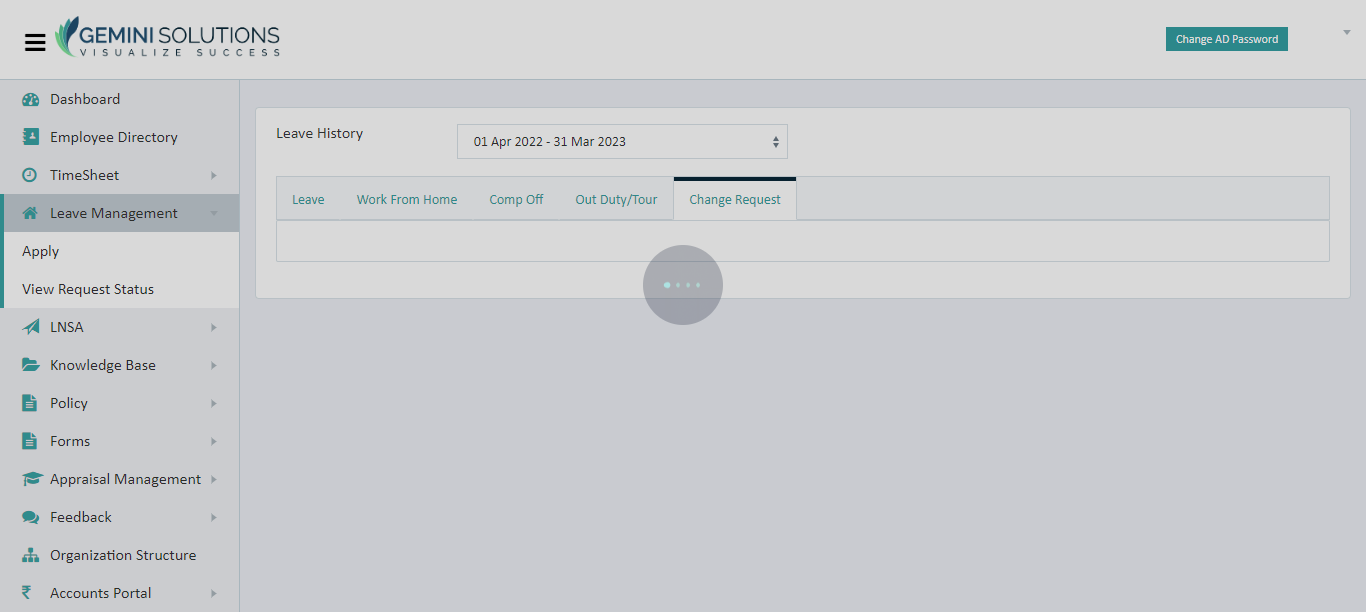 GEMINI SOLUTIONS
VISUALIZE SUCCESS
Change AD Password
Dashboard
Employee Directory
TimeSheet
Leave Management
Apply
View Request Status
LNSA
Knowledge Base
Policy
Forms
Appraisal Management
Feedback
Organization Structure
₹ Accounts Portal
Leave History
01 Apr 2022 - 31 Mar 2023
Leave Work From Home Comp Off Out Duty/Tour Change Request